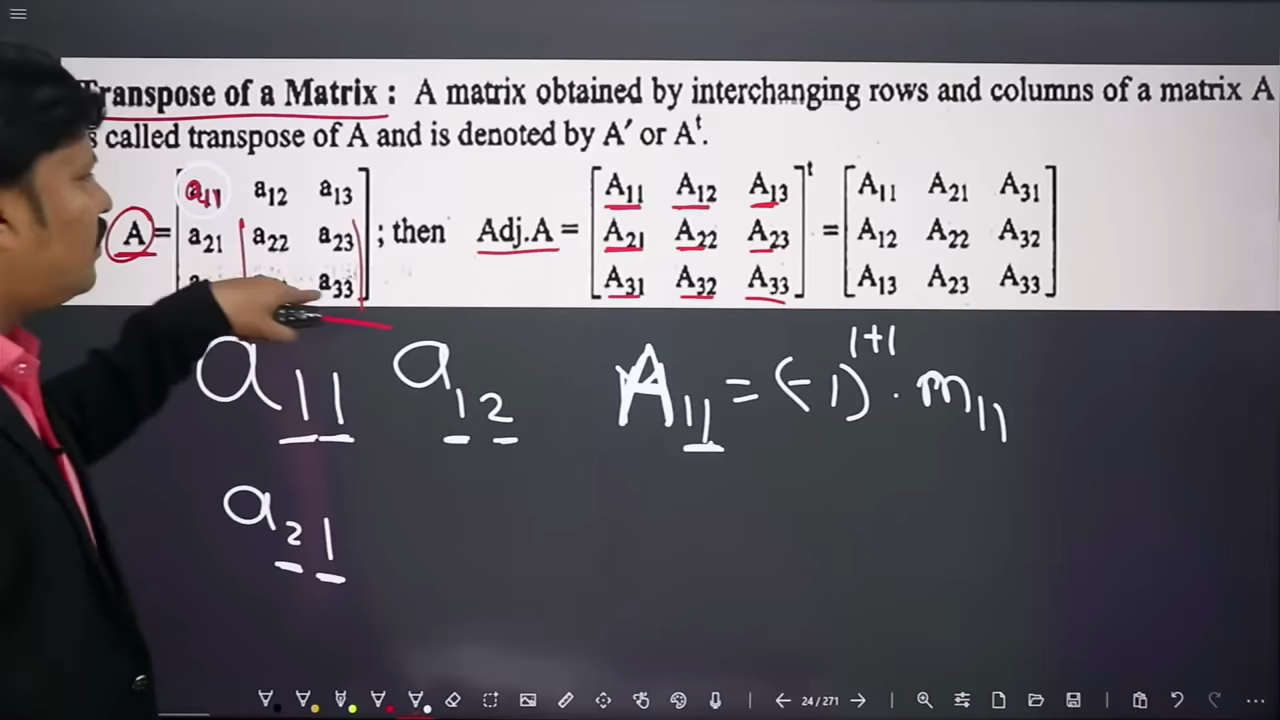 Transpose of a Matrix : A matrix obtained by interchanging rows and columns of a matrix A
called transpose of A and is denoted by A′ or Aᵗ.
A = [a11 a12 a13
a21 a22 a23
a33] ; then Adj.A = [A11 A12 A13
A21 A22 A23
A31 A32 A33]ᵗ = [A11 A21 A31
A12 A22 A32
A13 A23 A33]
a11 a12 A11 = (-1)^1+1 . m11
a21
24/271